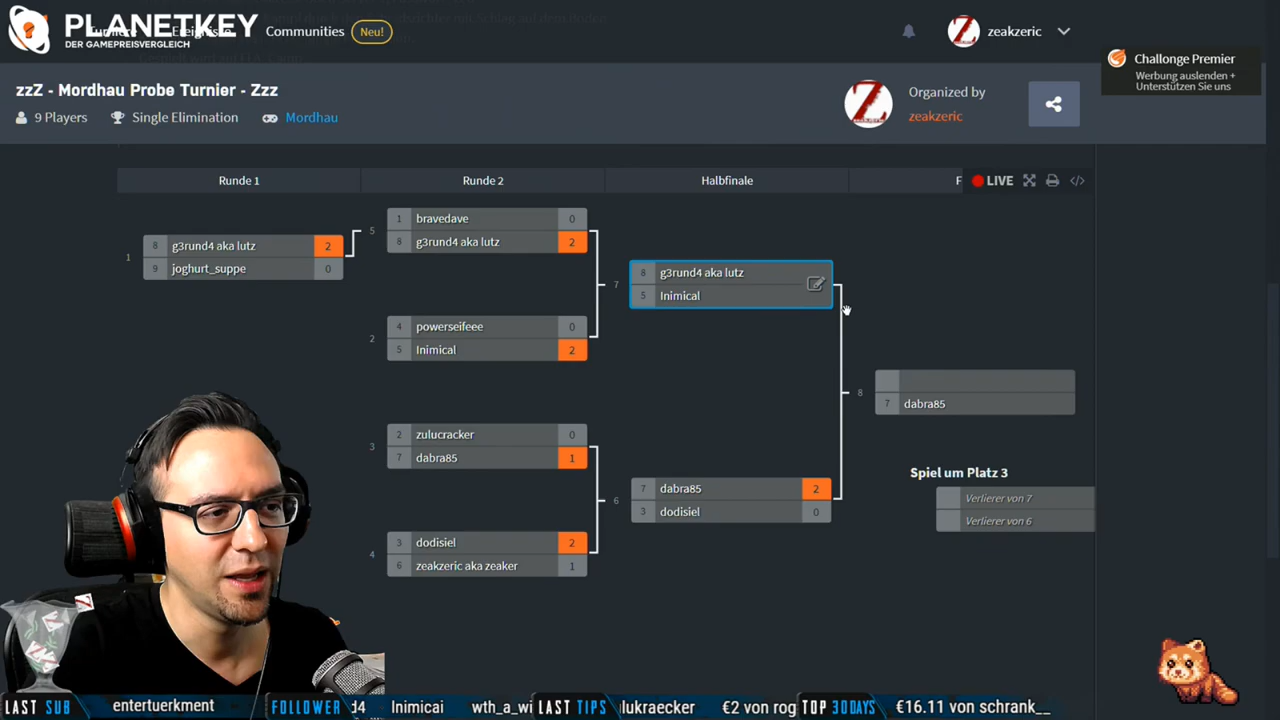 PLANETKEY
DER GAMEPREISVERGLEICH
Communities
Neu!
zeakzeric
Challonge Premier
Werbung auslenden +
Unterstützen Sie uns
zzZ - Mordhau Probe Turnier - Zzz
9 Players
Single Elimination
Mordhau
Organized by
zeakzeric
Runde 1
Runde 2
Halbfinale
F
LIVE
1
8 g3rund4 aka lutz 2
9 joghurt_suppe 0
5
1 bravedave 0
8 g3rund4 aka lutz 2
2
4 powerseifeee 0
5 Inimical 2
3
2 zulucracker 0
7 dabra85 1
4
3 dodisiel 2
6 zeakzeric aka zeaker 1
7
8 g3rund4 aka lutz
5 Inimical
6
7 dabra85 2
3 dodisiel 0
8
7 dabra85
Spiel um Platz 3
Verlierer von 7
Verlierer von 6
LAST SUB
entertuerkment
FOLLOWER
d4 Inimicai wth_a_wi
LAST TIPS
lukraecker €2 von rog
TOP 30DAYS
€16.11 von schrank__